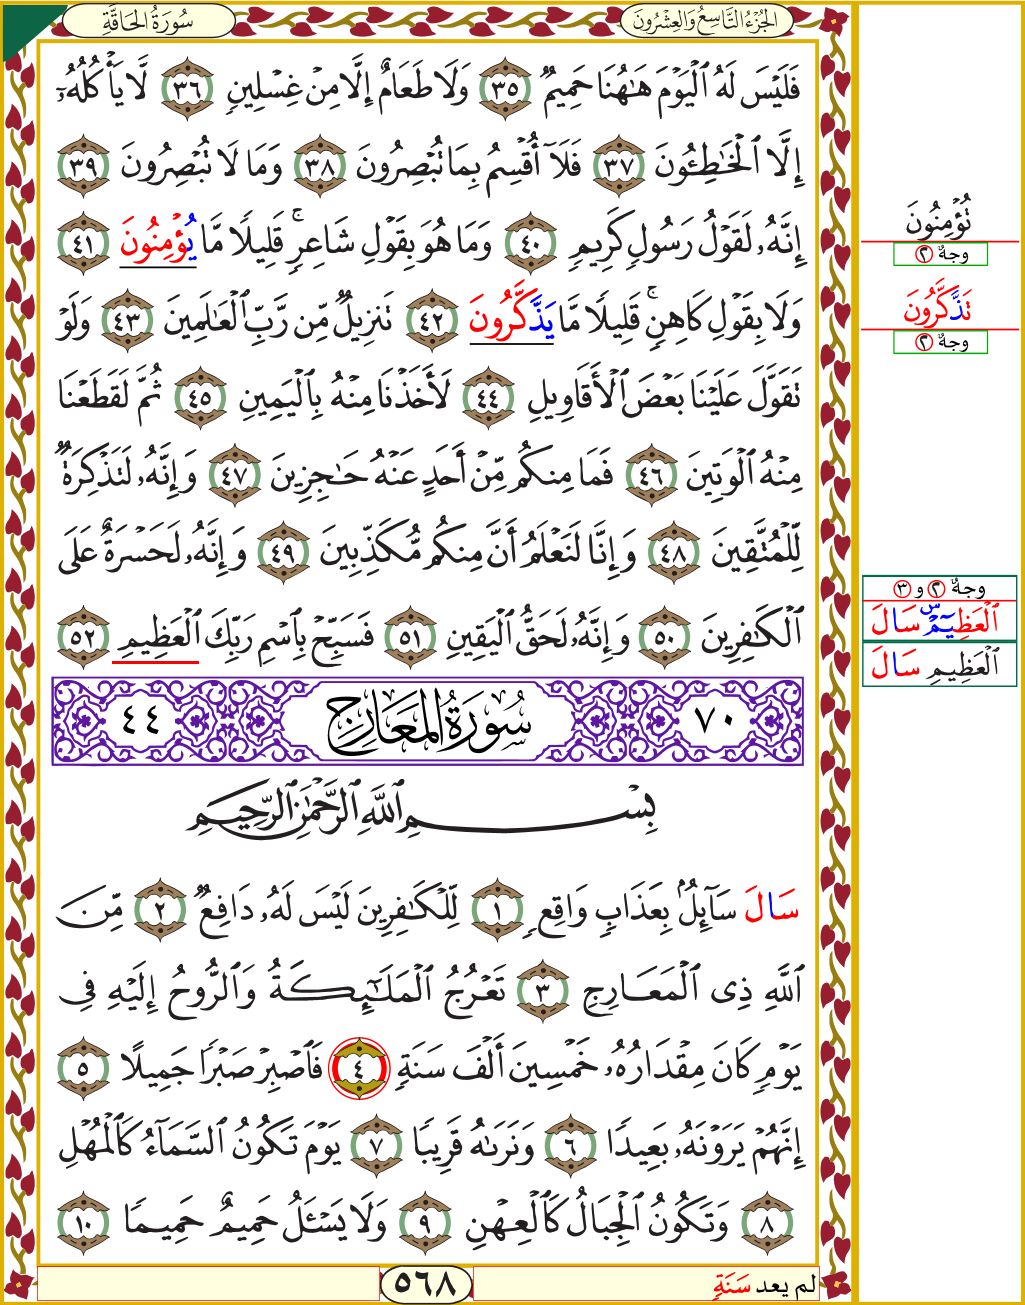 سُورَةُ الحَاقَّةِ
الجُزْءُ التَّاسِعُ وَالعِشْرُونَ
فَلَيْسَ لَهُ ٱلْيَوْمَ هَٰهُنَا حَمِيمٌ ٣٥ وَلَا طَعَامٌ إِلَّا مِنْ غِسْلِينٍ ٣٦ لَّا يَأْكُلُهُۥٓ
إِلَّا ٱلْخَٰطِـُٔونَ ٣٧ فَلَآ أُقْسِمُ بِمَا تُبْصِرُونَ ٣٨ وَمَا لَا تُبْصِرُونَ ٣٩
إِنَّهُۥ لَقَوْلُ رَسُولٍ كَرِيمٍ ٤٠ وَمَا هُوَ بِقَوْلِ شَاعِرٍ ۚ قَلِيلًا مَّا يُؤْمِنُونَ ٤١
وَلَا بِقَوْلِ كَاهِنٍ ۚ قَلِيلًا مَّا يَذَّكَّرُونَ ٤٢ تَنزِيلٌ مِّن رَّبِّ ٱلْعَٰلَمِينَ ٤٣ وَلَوْ
تَقَوَّلَ عَلَيْنَا بَعْضَ ٱلْأَقَاوِيلِ ٤٤ لَأَخَذْنَا مِنْهُ بِٱلْيَمِينِ ٤٥ ثُمَّ لَقَطَعْنَا
مِنْهُ ٱلْوَتِينَ ٤٦ فَمَا مِنكُم مِّنْ أَحَدٍ عَنْهُ حَٰجِزِينَ ٤٧ وَإِنَّهُۥ لَتَذْكِرَةٌ
لِّلْمُتَّقِينَ ٤٨ وَإِنَّا لَنَعْلَمُ أَنَّ مِنكُم مُّكَذِّبِينَ ٤٩ وَإِنَّهُۥ لَحَسْرَةٌ عَلَى
ٱلْكَٰفِرِينَ ٥٠ وَإِنَّهُۥ لَحَقُّ ٱلْيَقِينِ ٥١ فَسَبِّحْ بِٱسْمِ رَبِّكَ ٱلْعَظِيمِ ٥٢
٧٠ سُورَةُ المَعَارِجِ ٤٤
بِسْمِ ٱللَّهِ ٱلرَّحْمَٰنِ ٱلرَّحِيمِ
سَالَ سَآئِلٌۢ بِعَذَابٍ وَاقِعٍ ١ لِّلْكَٰفِرِينَ لَيْسَ لَهُۥ دَافِعٌ ٢ مِّنَ
ٱللَّهِ ذِى ٱلْمَعَارِجِ ٣ تَعْرُجُ ٱلْمَلَٰٓئِكَةُ وَٱلرُّوحُ إِلَيْهِ فِى
يَوْمٍ كَانَ مِقْدَارُهُۥ خَمْسِينَ أَلْفَ سَنَةٍ ٤ فَٱصْبِرْ صَبْرًا جَمِيلًا ٥
إِنَّهُمْ يَرَوْنَهُۥ بَعِيدًا ٦ وَنَرَىٰهُ قَرِيبًا ٧ يَوْمَ تَكُونُ ٱلسَّمَآءُ كَٱلْمُهْلِ
٨ وَتَكُونُ ٱلْجِبَالُ كَٱلْعِهْنِ ٩ وَلَا يَسْـَٔلُ حَمِيمٌ حَمِيمًا ١٠
لم يعد سَنَةٍ
٥٦٨
تُؤْمِنُونَ
وجهٌ ٢
تَذَّكَّرُونَ
وجهٌ ٢
وجهٌ ٢ و ٣
ٱلْعَظِيمِۜ سَالَ
ٱلْعَظِيمِ سَالَ